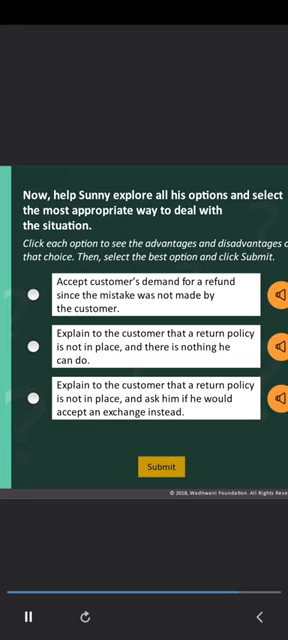 Now, help Sunny explore all his options and select
the most appropriate way to deal with
the situation.
Click each option to see the advantages and disadvantages o
that choice. Then, select the best option and click Submit.
Accept customer's demand for a refund
since the mistake was not made by
the customer.
Explain to the customer that a return policy
is not in place, and there is nothing he
can do.
Explain to the customer that a return policy
is not in place, and ask him if he would
accept an exchange instead.
Submit
© 2018, Wadhwani Foundation. All Rights Rese